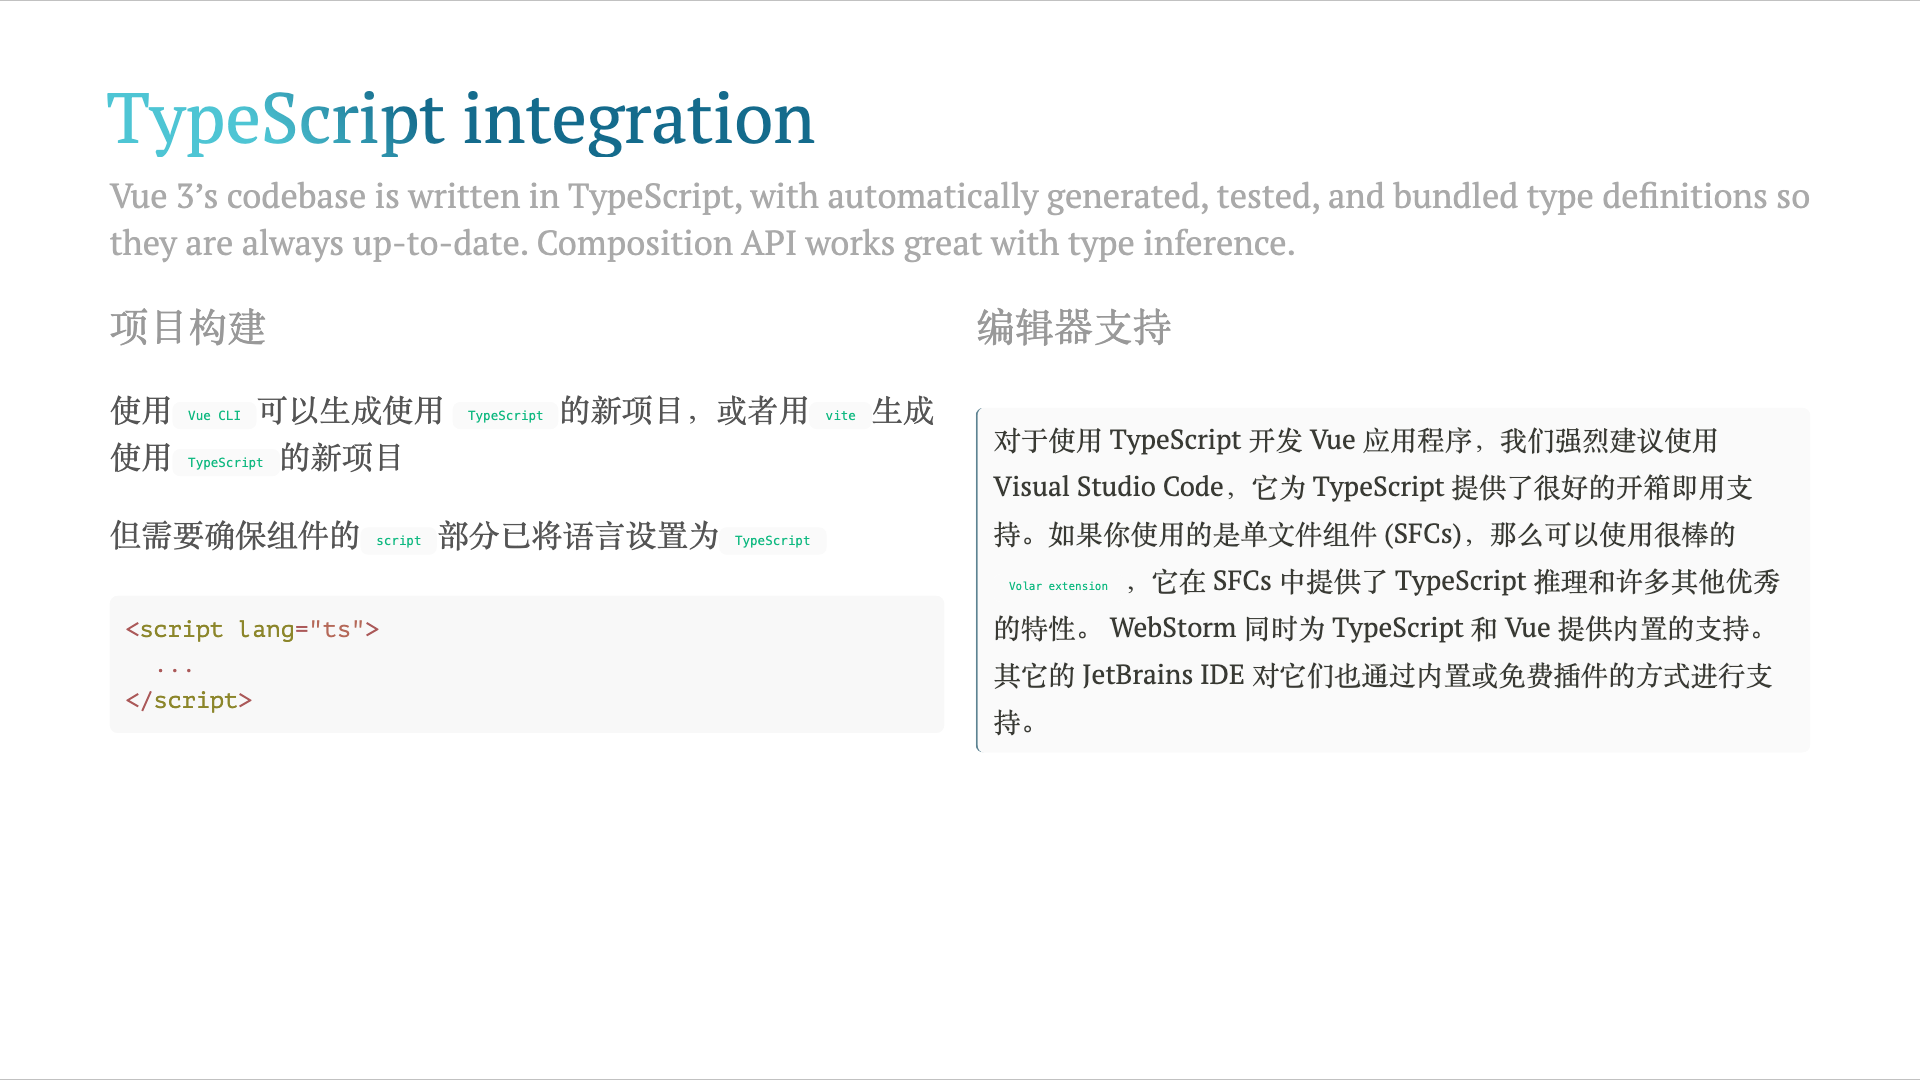 TypeScript integration
Vue 3’s codebase is written in TypeScript, with automatically generated, tested, and bundled type definitions so
they are always up-to-date. Composition API works great with type inference.
项目构建
使用 Vue CLI 可以生成使用 TypeScript 的新项目，或者用 vite 生成
使用 TypeScript 的新项目
但需要确保组件的 script 部分已将语言设置为 TypeScript
<script lang="ts">
  ...
</script>
编辑器支持
对于使用 TypeScript 开发 Vue 应用程序，我们强烈建议使用
Visual Studio Code，它为 TypeScript 提供了很好的开箱即用支
持。如果你使用的是单文件组件 (SFCs)，那么可以使用很棒的
Volar extension ，它在 SFCs 中提供了 TypeScript 推理和许多其他优秀
的特性。 WebStorm 同时为 TypeScript 和 Vue 提供内置的支持。
其它的 JetBrains IDE 对它们也通过内置或免费插件的方式进行支
持。